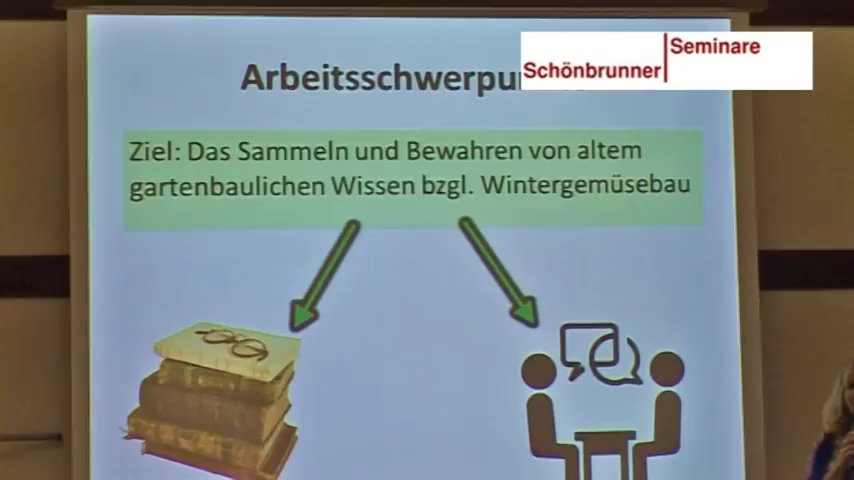 Arbeitsschwerpu
Seminare
Schönbrunner
Ziel: Das Sammeln und Bewahren von altem
gartenbaulichen Wissen bzgl. Wintergemüsebau